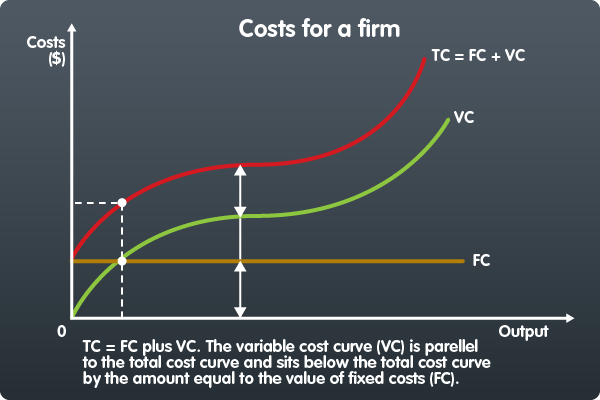 Costs for a firm
Costs
($)
TC = FC + VC
VC
FC
0
Output
TC = FC plus VC. The variable cost curve (VC) is parellel
to the total cost curve and sits below the total cost curve
by the amount equal to the value of fixed costs (FC).